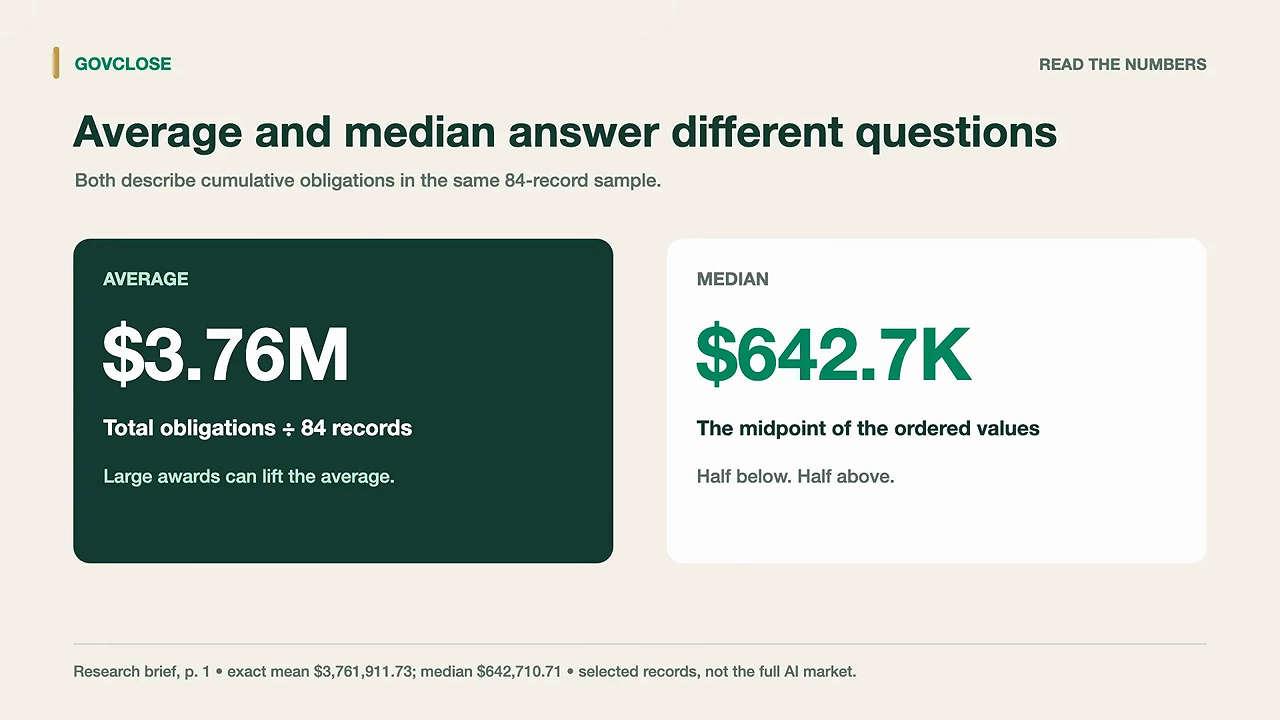 GOVCLOSE
READ THE NUMBERS
Average and median answer different questions
Both describe cumulative obligations in the same 84-record sample.
AVERAGE
$3.76M
Total obligations ÷ 84 records
Large awards can lift the average.
MEDIAN
$642.7K
The midpoint of the ordered values
Half below. Half above.
Research brief, p. 1 • exact mean $3,761,911.73; median $642,710.71 • selected records, not the full AI market.